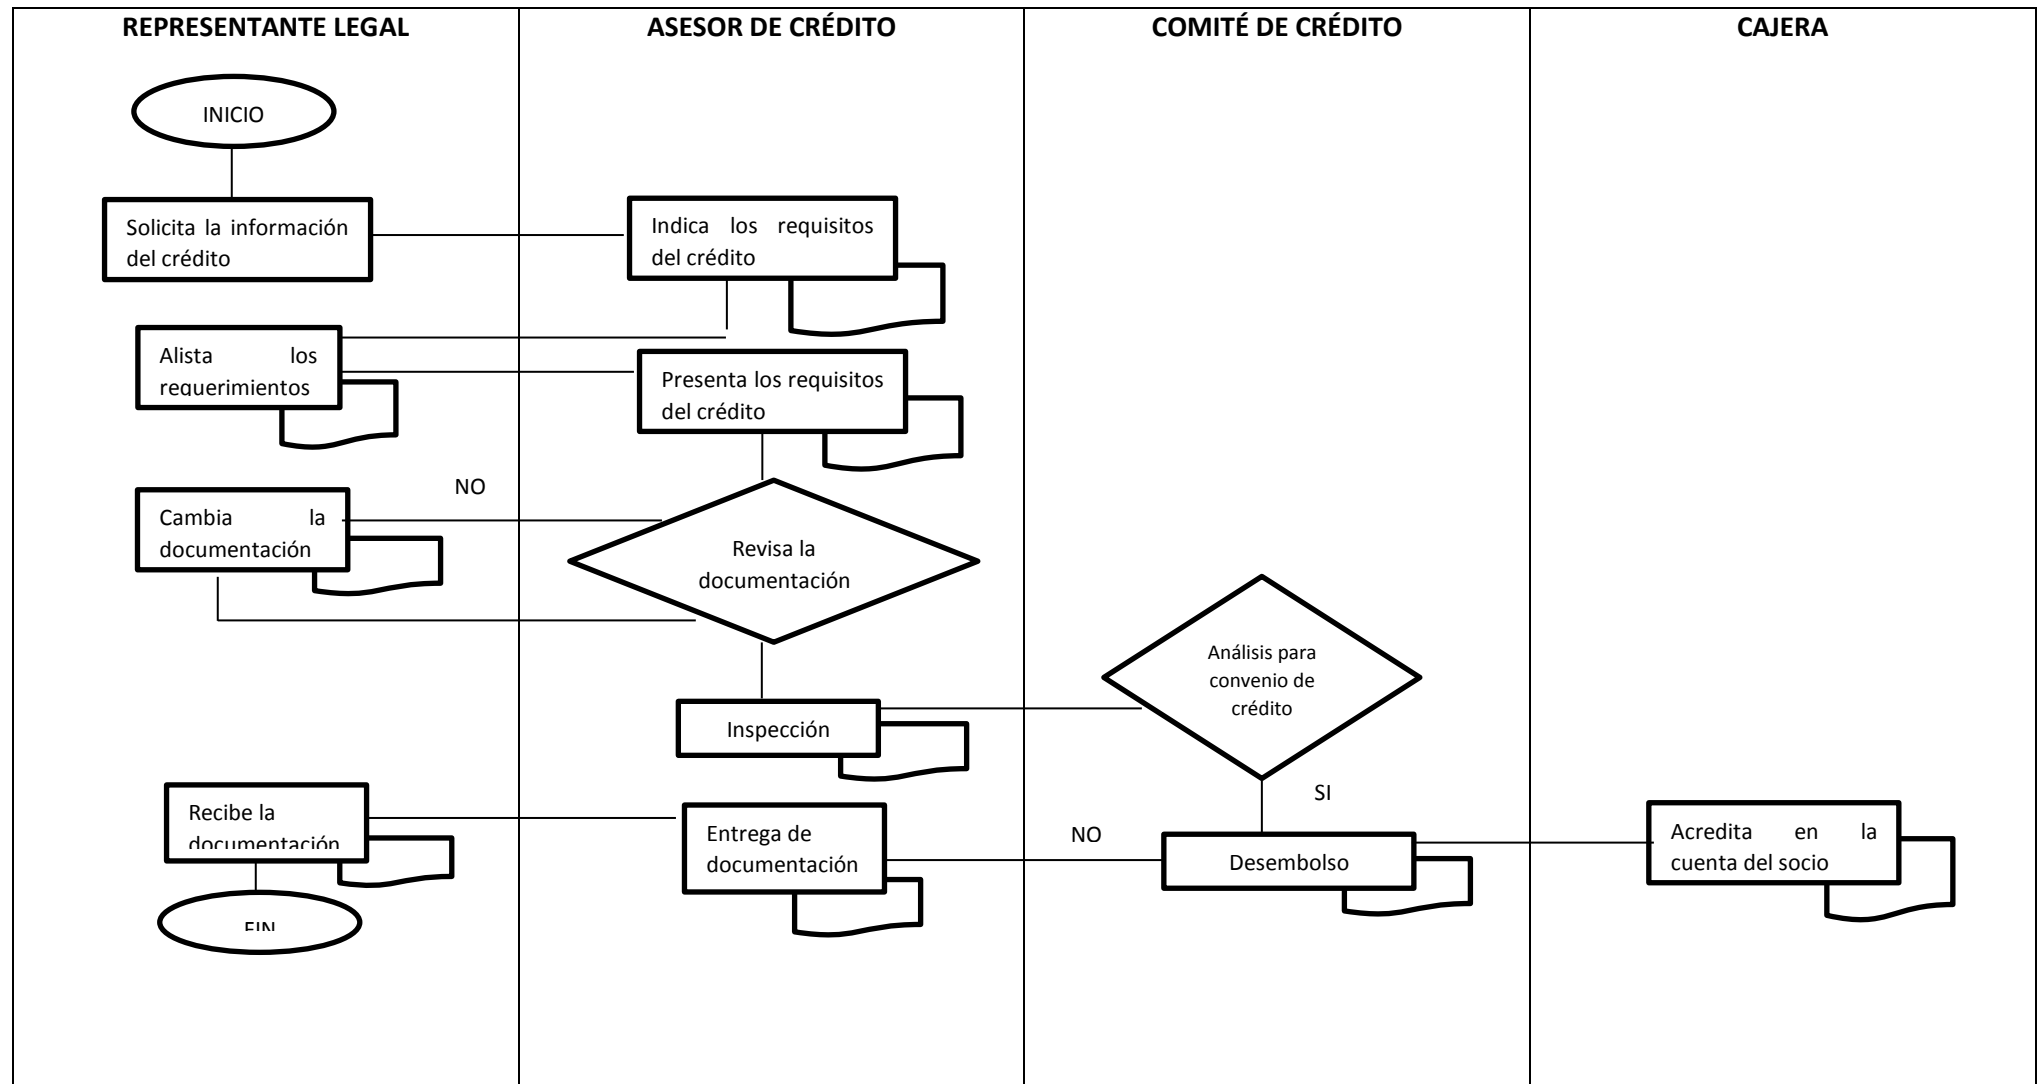 REPRESENTANTE LEGAL
ASESOR DE CRÉDITO
COMITÉ DE CRÉDITO
CAJERA
INICIO
Solicita la información
del crédito
Indica los requisitos
del crédito
Alista los
requerimientos
Presenta los requisitos
del crédito
NO
Cambia la
documentación
Revisa la
documentación
Análisis para
convenio de
crédito
Inspección
SI
Recibe la
documentación
Entrega de
documentación
NO
Desembolso
Acredita en la
cuenta del socio
FIN